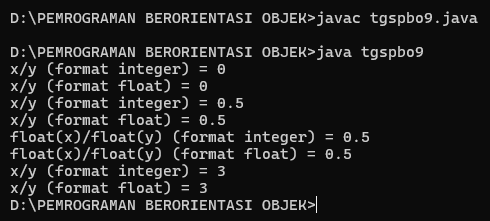 D:\PEMROGRAMAN BERORIENTASI OBJEK>javac tgspbo9.java
D:\PEMROGRAMAN BERORIENTASI OBJEK>java tgspbo9
x/y (format integer) = 0
x/y (format float) = 0
x/y (format integer) = 0.5
x/y (format float) = 0.5
float(x)/float(y) (format integer) = 0.5
float(x)/float(y) (format float) = 0.5
x/y (format integer) = 3
x/y (format float) = 3
D:\PEMROGRAMAN BERORIENTASI OBJEK>